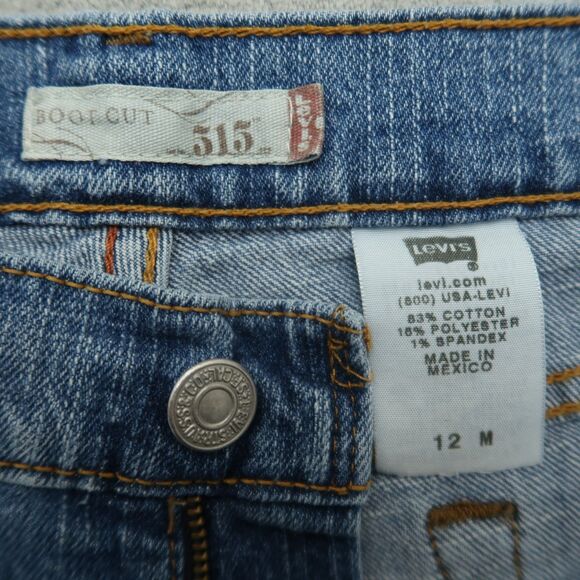 BOOT CUT
515™
Levi's
LEVI'S
®
levi.com
(800) USA-LEVI
83% COTTON
16% POLYESTER
1% SPANDEX
MADE IN
MEXICO
12 M